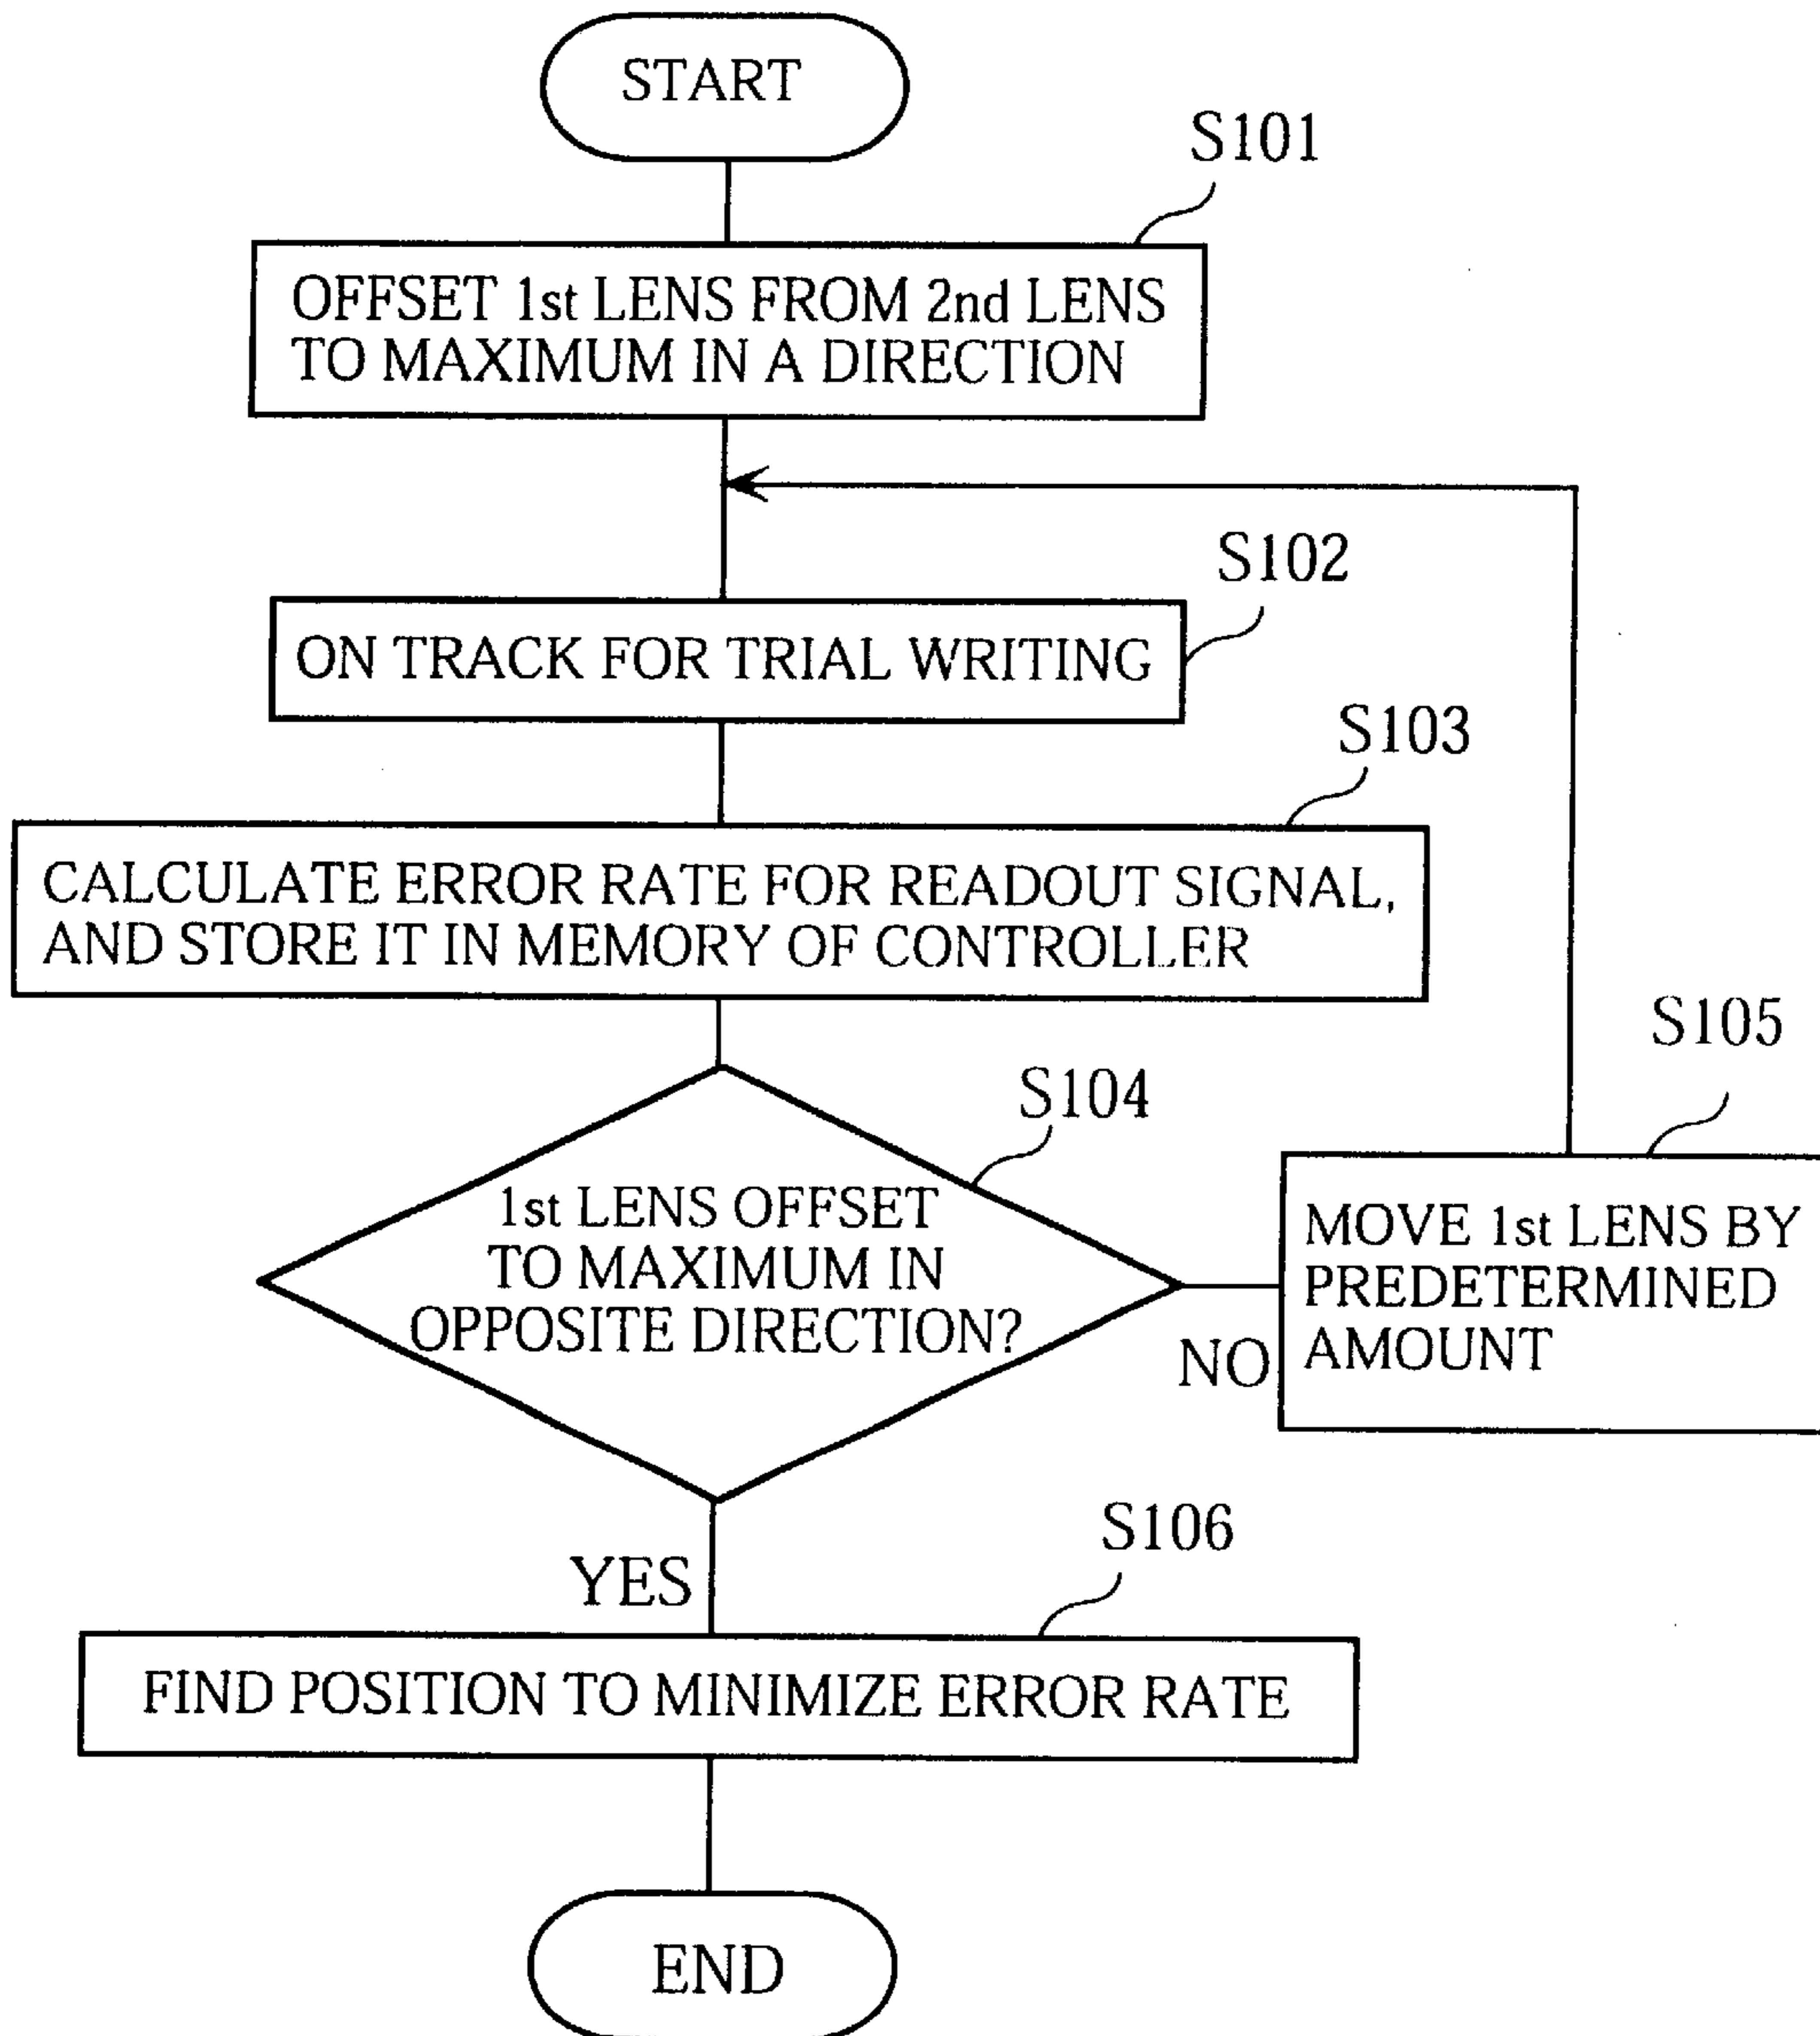 START
S101
OFFSET 1st LENS FROM 2nd LENS
TO MAXIMUM IN A DIRECTION
S102
ON TRACK FOR TRIAL WRITING
S103
CALCULATE ERROR RATE FOR READOUT SIGNAL,
AND STORE IT IN MEMORY OF CONTROLLER
S104
1st LENS OFFSET
TO MAXIMUM IN
OPPOSITE DIRECTION?
NO
S105
MOVE 1st LENS BY
PREDETERMINED
AMOUNT
YES
S106
FIND POSITION TO MINIMIZE ERROR RATE
END